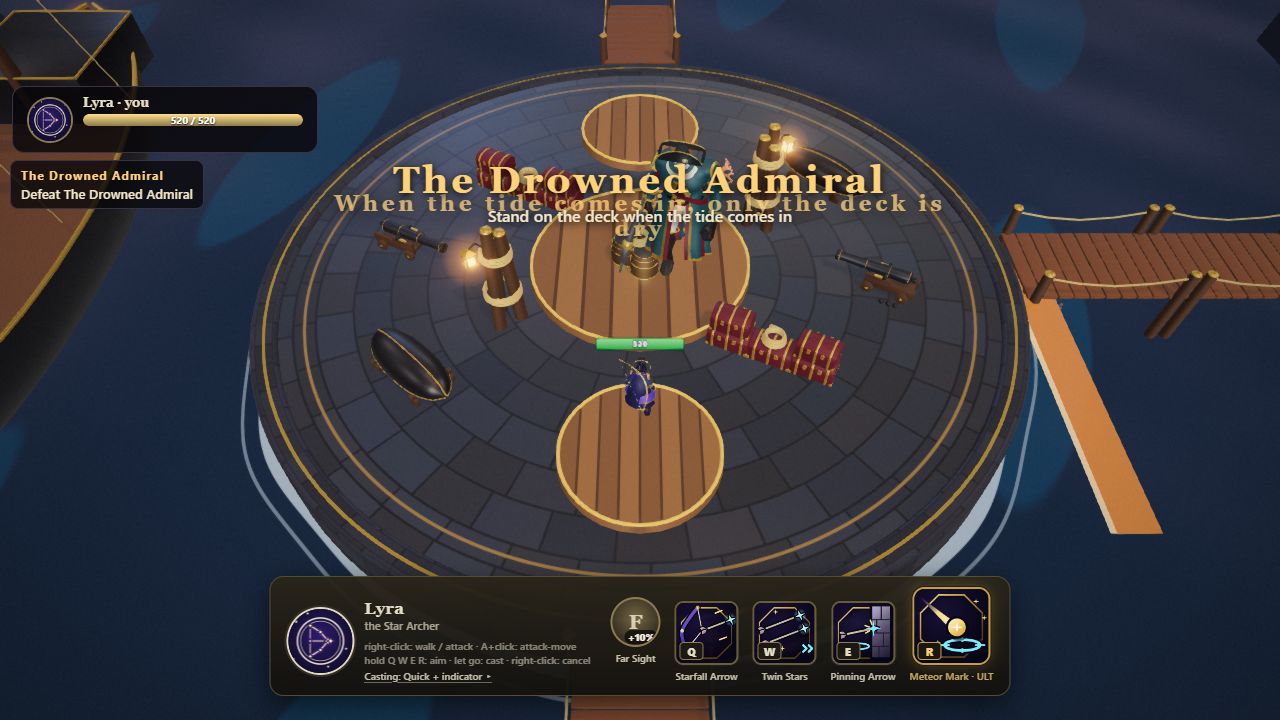 Lyra · you
520 / 520
The Drowned Admiral
Defeat The Drowned Admiral
The Drowned Admiral
When the tide comes in, only the deck is
dry
Stand on the deck when the tide comes in
520
Lyra
the Star Archer
right-click: walk / attack · A+click: attack-move
hold Q W E R: aim · let go: cast · right-click: cancel
Casting: Quick + indicator ▸
F
+10%
Far Sight
Q
Starfall Arrow
W
Twin Stars
E
Pinning Arrow
R
Meteor Mark · ULT